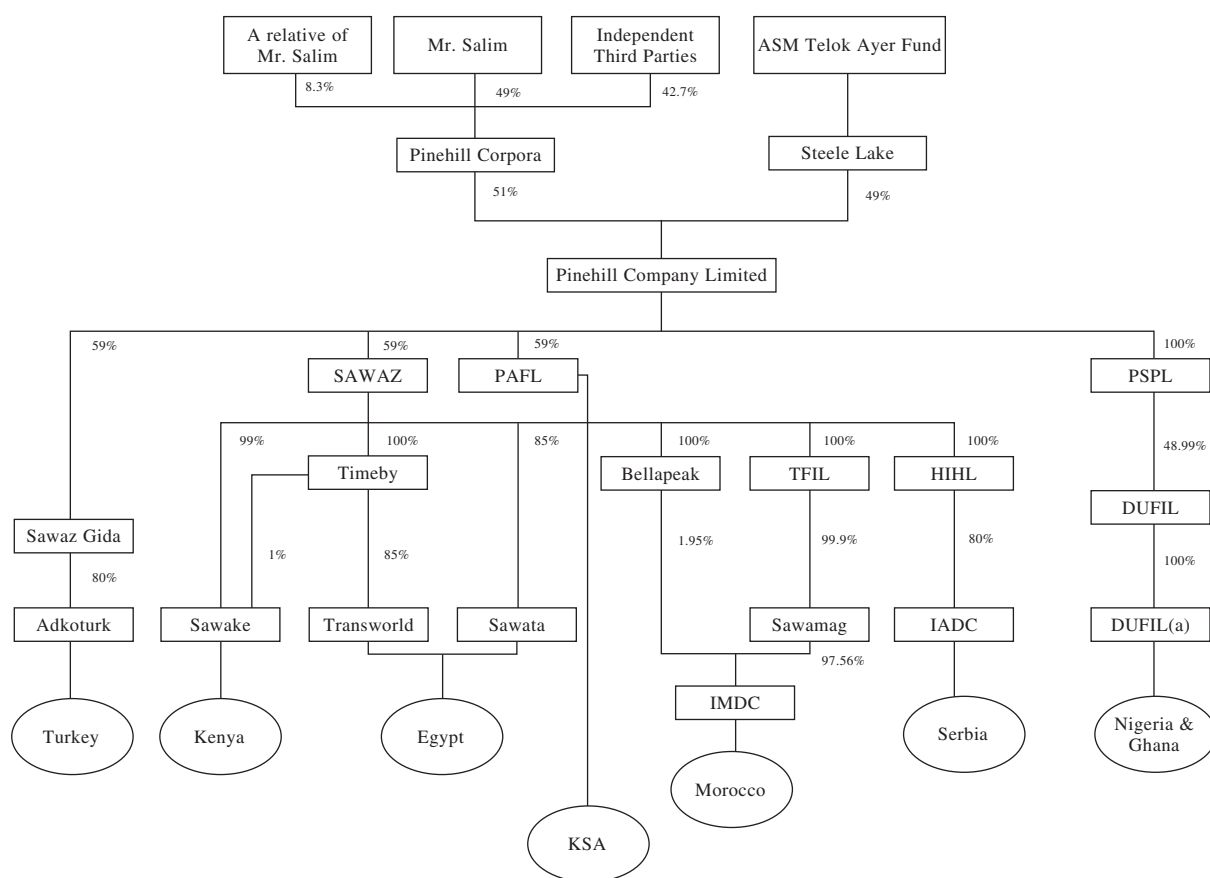 A relative of
Mr. Salim
Mr. Salim
Independent
Third Parties
ASM Telok Ayer Fund
8.3%
49%
42.7%
Pinehill Corpora
Steele Lake
51%
49%
Pinehill Company Limited
59%
59%
59%
100%
SAWAZ
PAFL
PSPL
99%
100%
85%
100%
100%
100%
48.99%
Timeby
Bellapeak
TFIL
HIHL
DUFIL
Sawaz Gida
1%
85%
1.95%
99.9%
80%
100%
80%
Adkoturk
Sawake
Transworld
Sawata
Sawamag
IADC
DUFIL(a)
97.56%
IMDC
Turkey
Kenya
Egypt
Serbia
Nigeria &
Ghana
Morocco
KSA